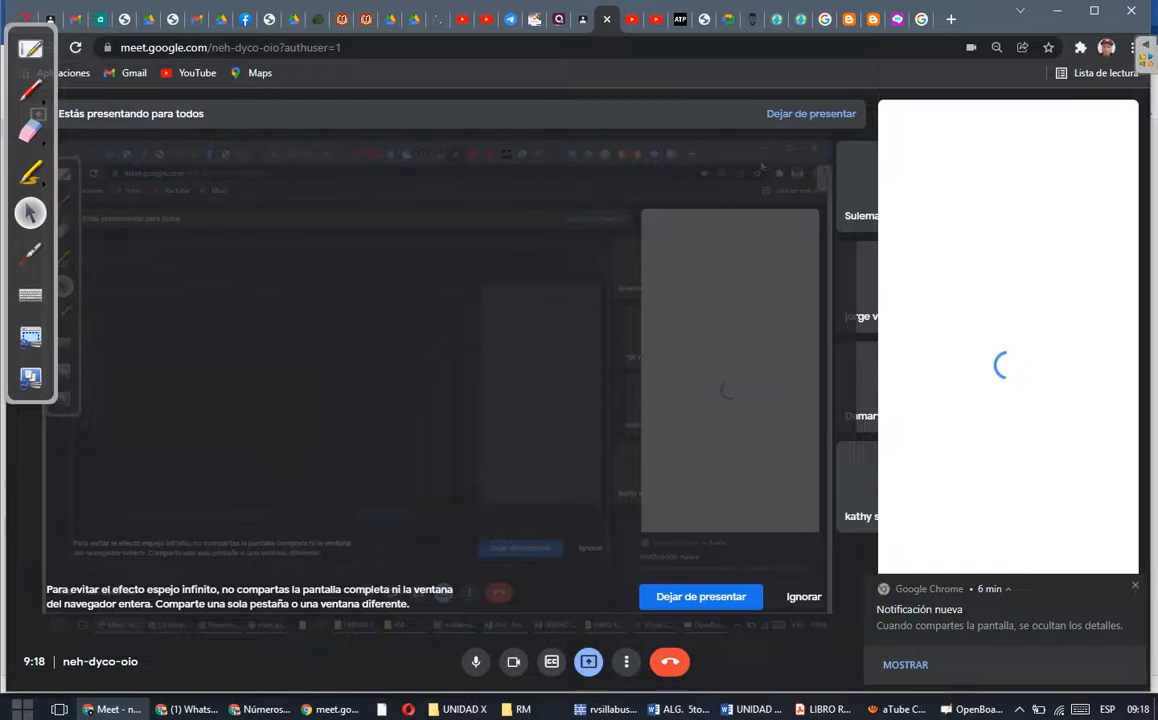 ATP
meet.google.com/neh-dyco-oio?authuser=1
Aplicaciones
Gmail
YouTube
Maps
Lista de lectura
Estás presentando para todos
Dejar de presentar
Sulema
jorge v
Damar
kathy s
Para evitar el efecto espejo infinito, no compartas la pantalla completa ni la ventana
del navegador entera. Comparte una sola pestaña o una ventana diferente.
Dejar de presentar
Ignorar
Google Chrome • 6 min
Notificación nueva
Cuando compartes la pantalla, se ocultan los detalles.
MOSTRAR
9:18
neh-dyco-oio
Meet - n...
(1) Whats...
Números...
meet.go...
UNIDAD X
RM
rvsillabus...
ALG. 5to...
UNIDAD ...
LIBRO R...
aTube C...
OpenBoa...
ESP
09:18